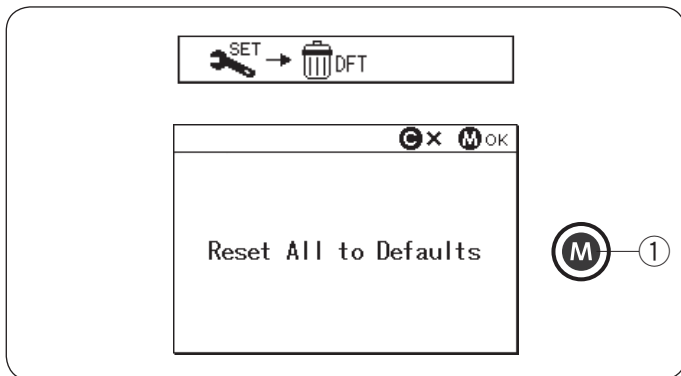 SET → DFT
C × M OK
Reset All to Defaults
M ①